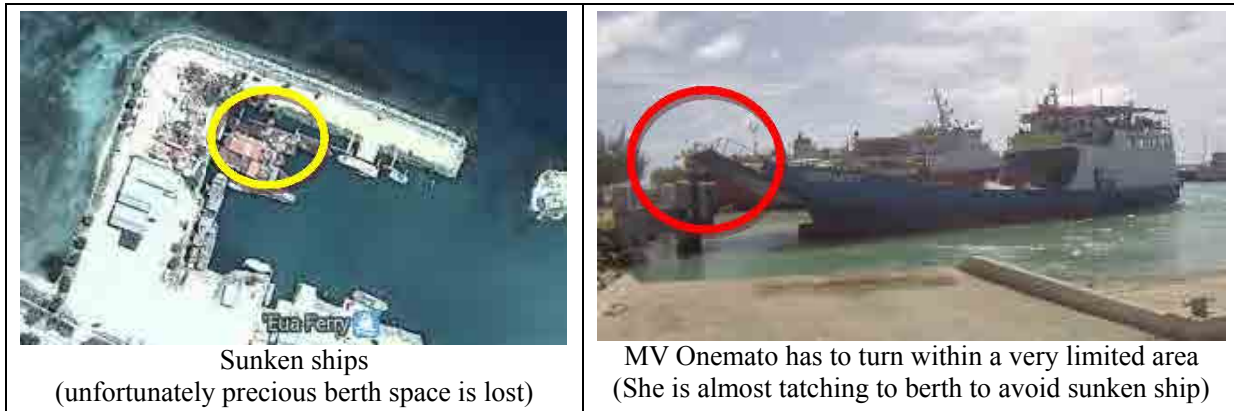 'Eua Ferry
Sunken ships
(unfortunately precious berth space is lost)
MV Onemato has to turn within a very limited area
(She is almost tatching to berth to avoid sunken ship)